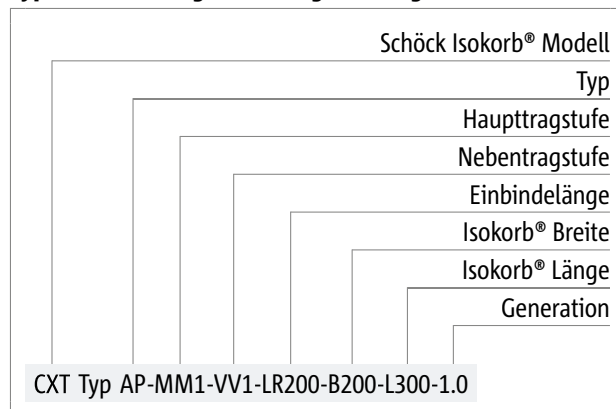 Schöck Isokorb® Modell
Typ
Haupttragstufe
Nebentragstufe
Einbindelänge
Isokorb® Breite
Isokorb® Länge
Generation
CXT Typ AP-MM1-VV1-LR200-B200-L300-1.0